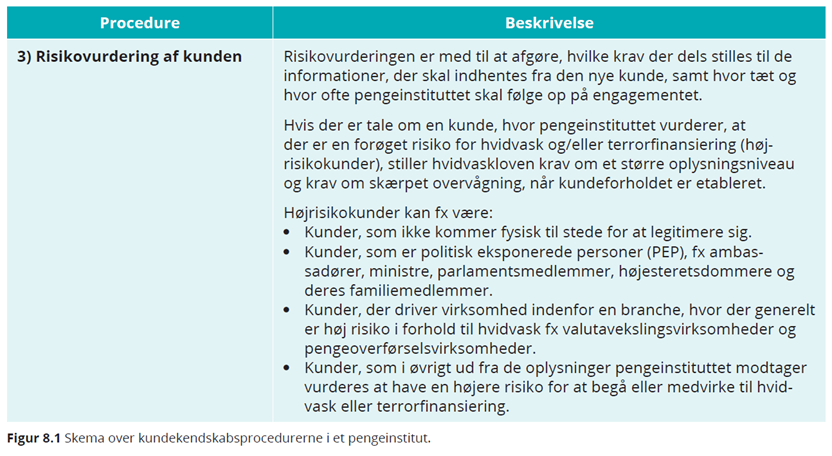 Procedure
Beskrivelse
3) Risikovurdering af kunden
Risikovurderingen er med til at afgøre, hvilke krav der dels stilles til de
informationer, der skal indhentes fra den nye kunde, samt hvor tæt og
hvor ofte pengeinstituttet skal følge op på engagementet.
Hvis der er tale om en kunde, hvor pengeinstituttet vurderer, at
der er en forøget risiko for hvidvask og/eller terrorfinansiering (høj-
risikokunder), stiller hvidvaskloven krav om et større oplysningsniveau
og krav om skærpet overvågning, når kundeforholdet er etableret.
Højrisikokunder kan fx være:
• Kunder, som ikke kommer fysisk til stede for at legitimere sig.
• Kunder, som er politisk eksponerede personer (PEP), fx ambas-
sadører, ministre, parlamentsmedlemmer, højesteretsdommere og
deres familiemedlemmer.
• Kunder, der driver virksomhed indenfor en branche, hvor der generelt
er høj risiko i forhold til hvidvask fx valutavekslingsvirksomheder og
pengeoverførselsvirksomheder.
• Kunder, som i øvrigt ud fra de oplysninger pengeinstituttet modtager
vurderes at have en højere risiko for at begå eller medvirke til hvid-
vask eller terrorfinansiering.
Figur 8.1 Skema over kundekendskabsprocedurerne i et pengeinstitut.